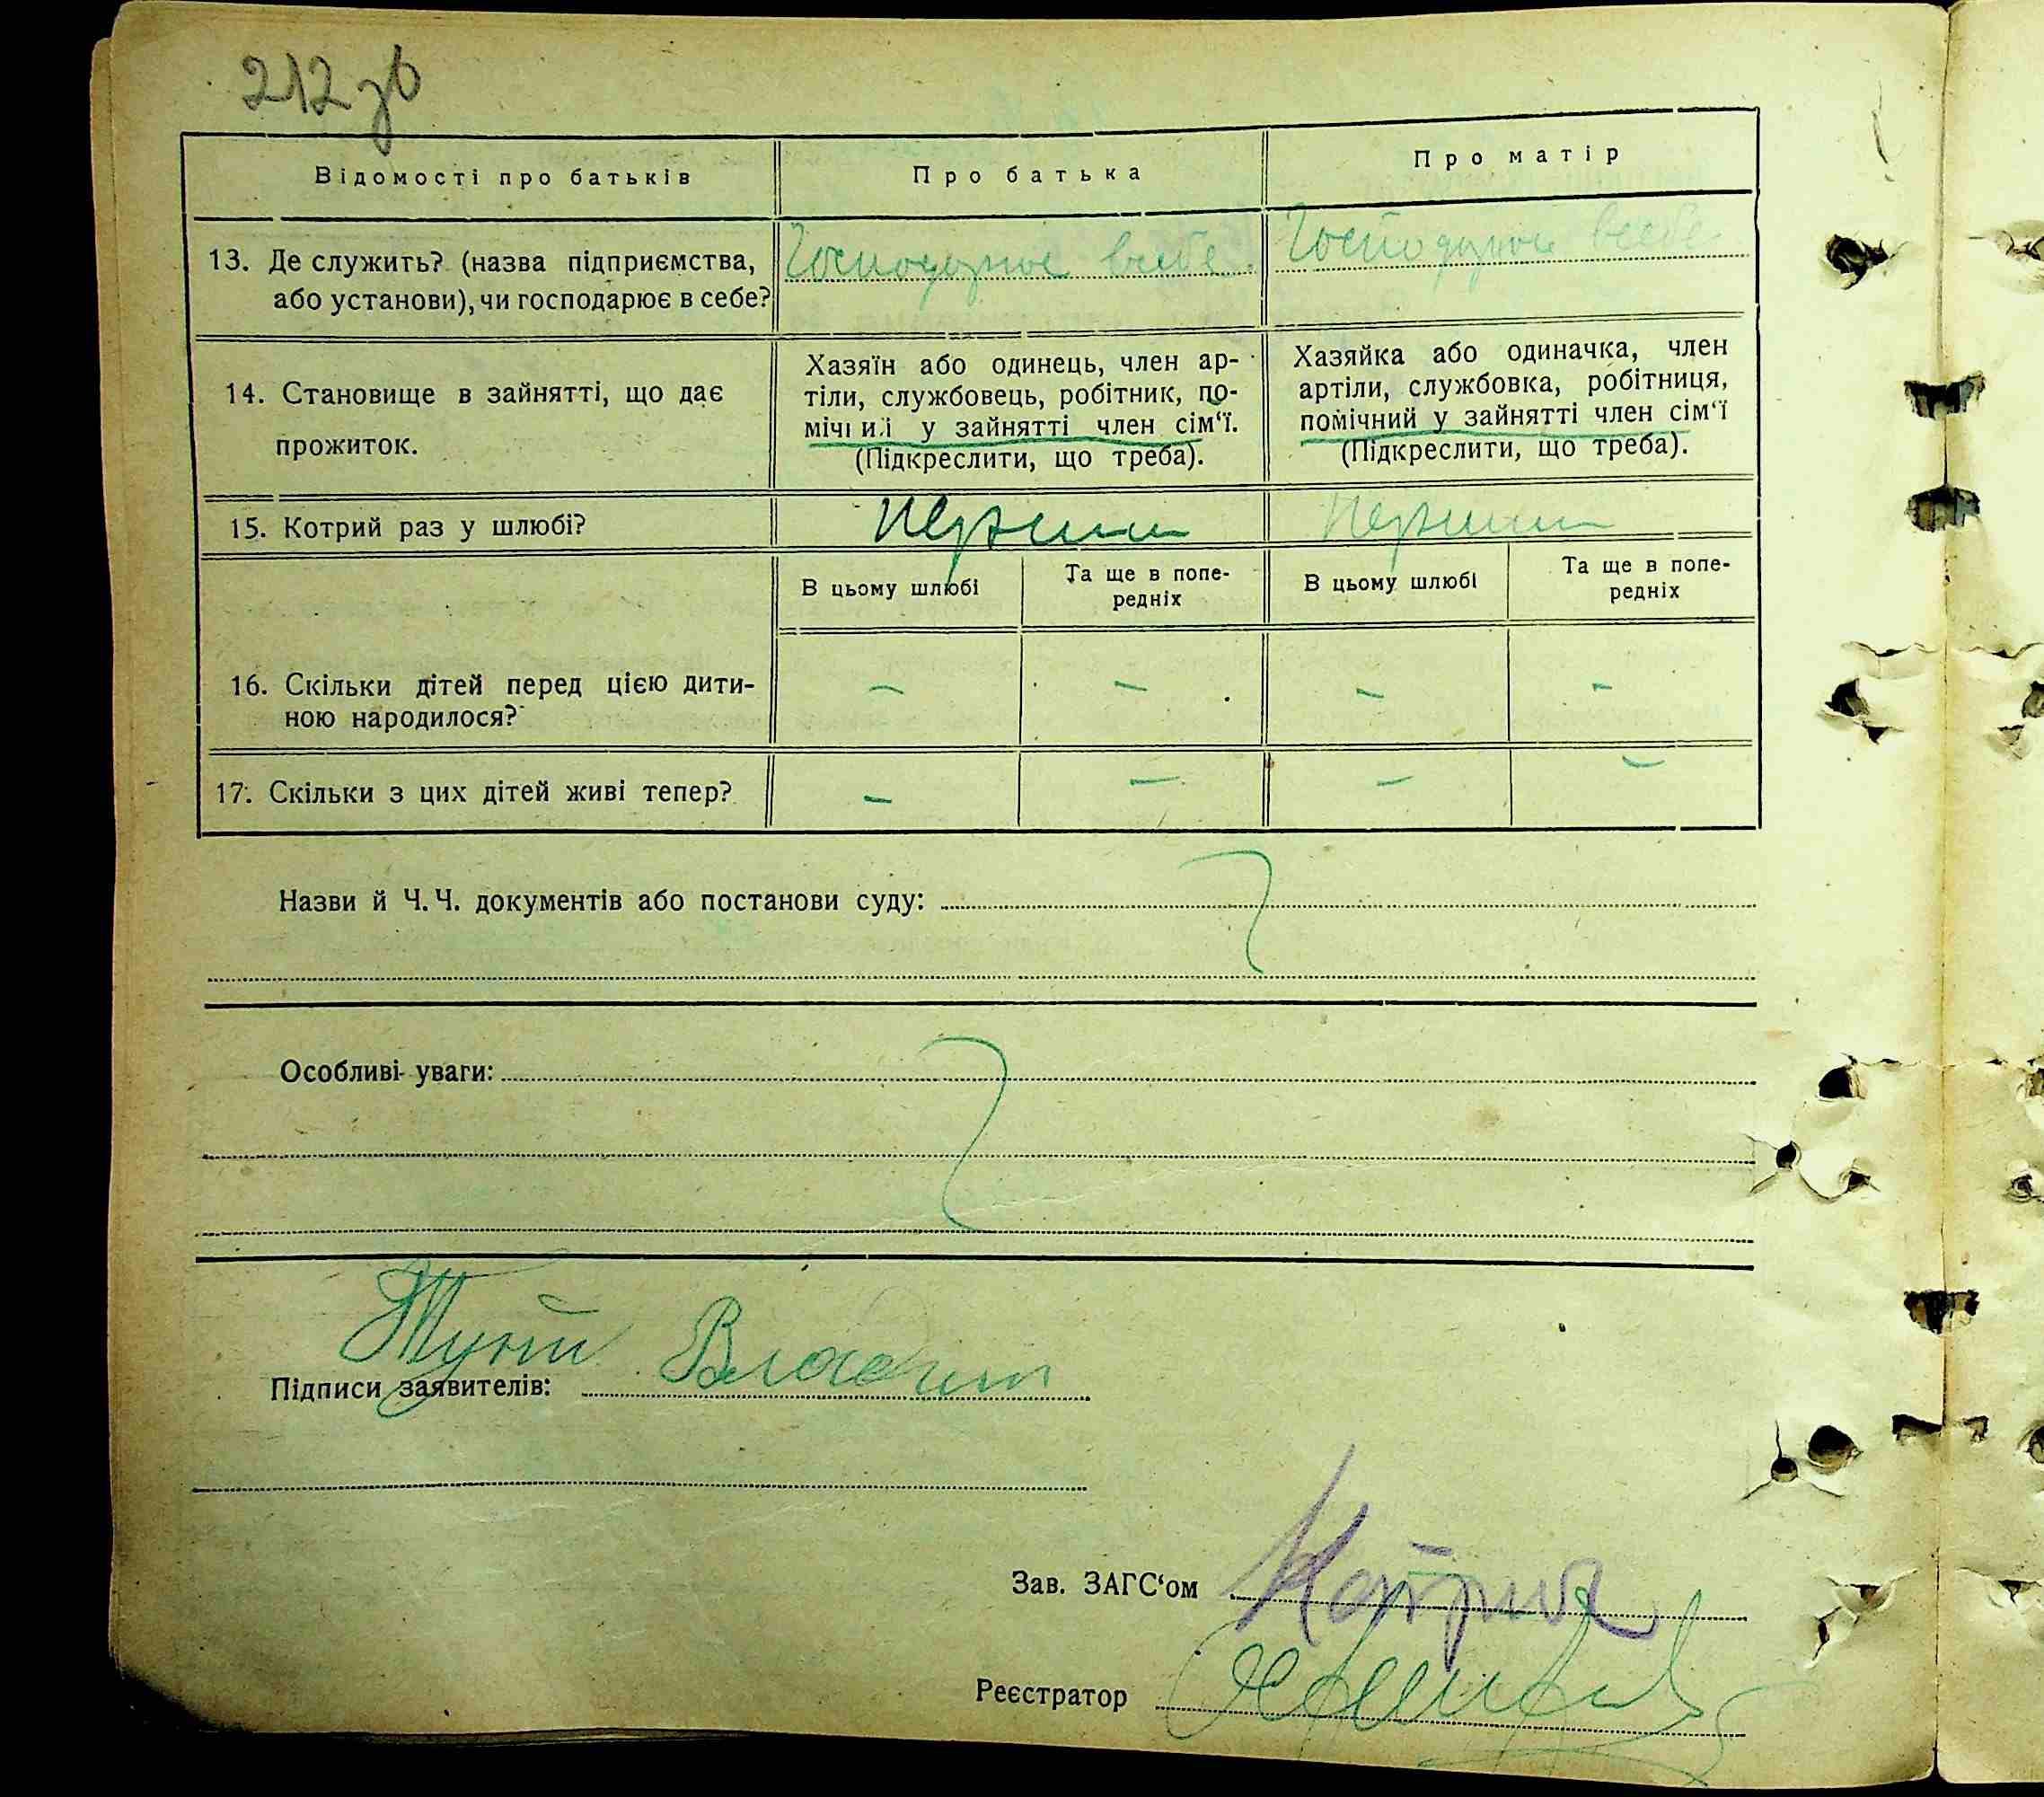 212 зв
Відомості про батьків
Про батька
Про матір
13. Де служить? (назва підприємства,
або установи), чи господарює в себе?
Господарює в себе
Господарює в себе
14. Становище в зайнятті, що дає
прожиток.
Хазяїн або одинець, член ар-
тіли, службовець, робітник, по-
мічний у зайнятті член сім‘ї.
(Підкреслити, що треба).
Хазяйка або одиначка, член
артіли, службовка, робітниця,
помічний у зайнятті член сім‘ї
(Підкреслити, що треба).
15. Котрий раз у шлюбі?
перший
перший
В цьому шлюбі
Та ще в попе-
редніх
В цьому шлюбі
Та ще в попе-
редніх
16. Скільки дітей перед цією дити-
ною народилося?
– – – –
17. Скільки з цих дітей живі тепер?
– – – –
Назви й Ч. Ч. документів або постанови суду:
Особливі уваги:
Підписи заявителів:
Зав. ЗАГС‘ом
Реєстратор